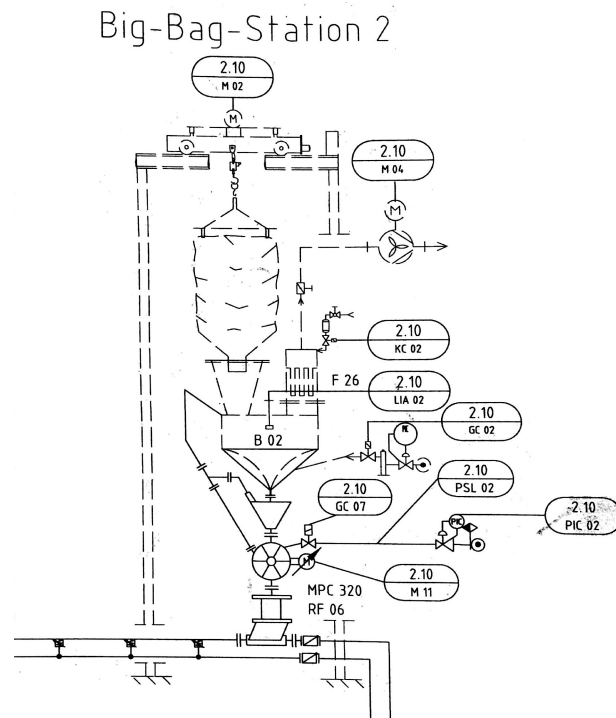 Big-Bag-Station 2
2.10
M 02
M
2.10
M 04
M
2.10
KC 02
F 26
2.10
LIA 02
2.10
GC 02
B 02
2.10
PSL 02
2.10
GC 07
2.10
PIC 02
PIC
M
2.10
M 11
MPC 320
RF 06